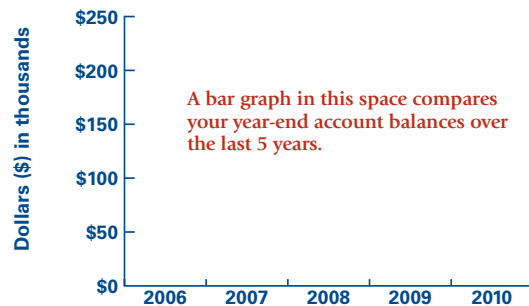 Dollars ($) in thousands
$250
$200
$150
$100
$50
$0
A bar graph in this space compares
your year-end account balances over
the last 5 years.
2006 2007 2008 2009 2010